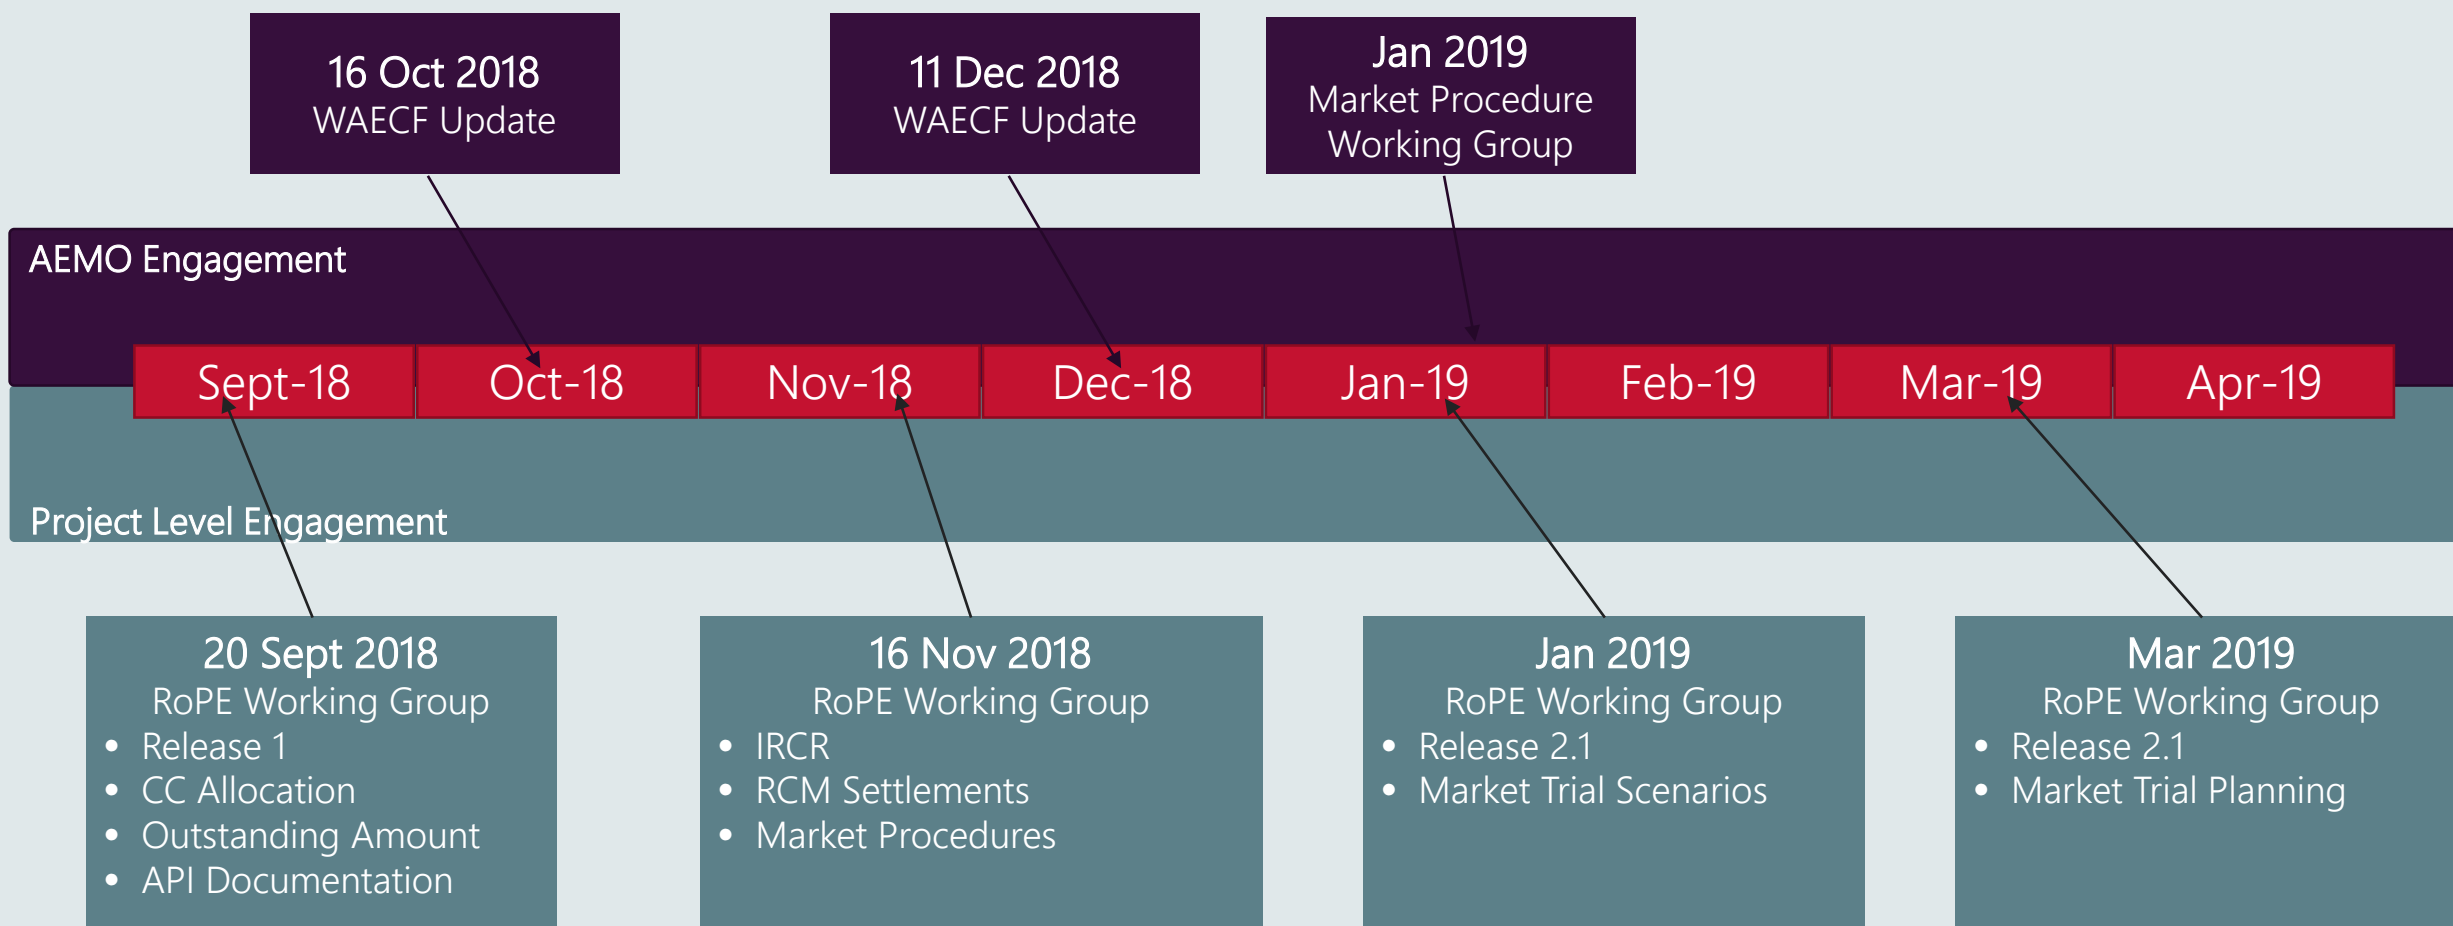 16 Oct 2018
WAECF Update
11 Dec 2018
WAECF Update
Jan 2019
Market Procedure
Working Group
AEMO Engagement
Sept-18
Oct-18
Nov-18
Dec-18
Jan-19
Feb-19
Mar-19
Apr-19
Project Level Engagement
20 Sept 2018
RoPE Working Group
• Release 1
• CC Allocation
• Outstanding Amount
• API Documentation
16 Nov 2018
RoPE Working Group
• IRCR
• RCM Settlements
• Market Procedures
Jan 2019
RoPE Working Group
• Release 2.1
• Market Trial Scenarios
Mar 2019
RoPE Working Group
• Release 2.1
• Market Trial Planning